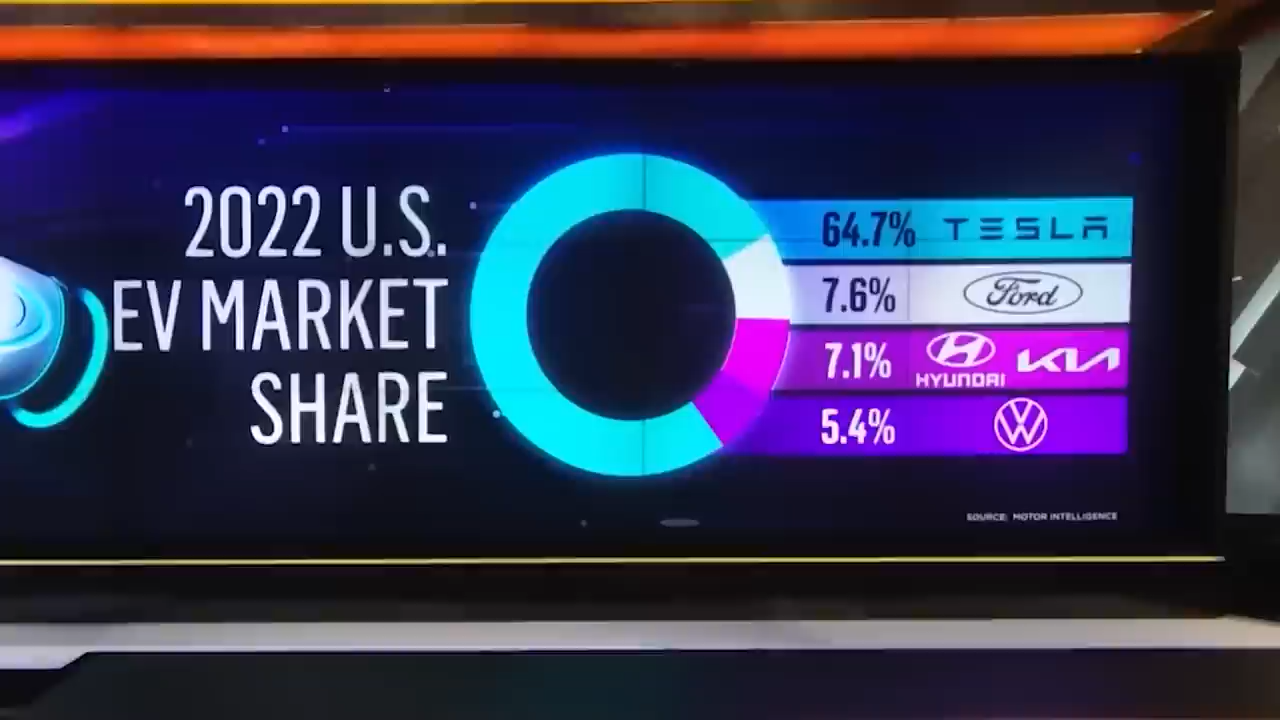 2022 U.S.
EV MARKET
SHARE
64.7% TESLA
7.6% Ford
7.1% HYUNDAI KIA
5.4% VW
SOURCE: MOTOR INTELLIGENCE